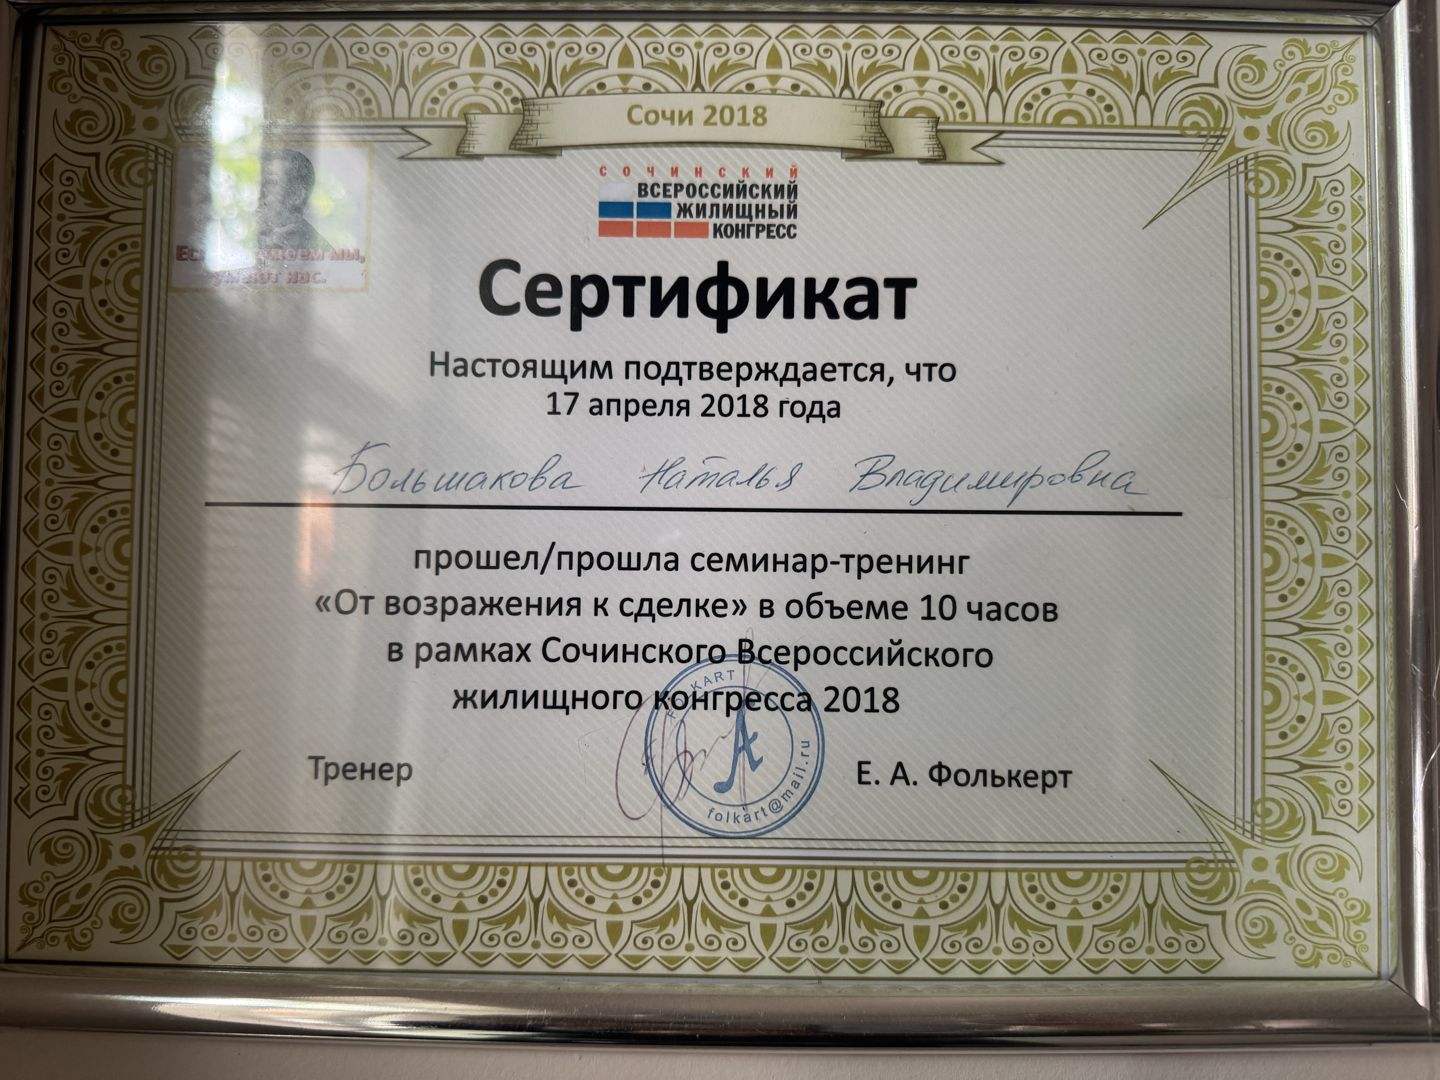 Сочи 2018
СОЧИНСКИЙ
ВСЕРОССИЙСКИЙ
ЖИЛИЩНЫЙ
КОНГРЕСС
мы,
нас.
Сертификат
Настоящим подтверждается, что
17 апреля 2018 года
Большакова Наталья Владимировна
прошел/прошла семинар-тренинг
«От возражения к сделке» в объеме 10 часов
в рамках Сочинского Всероссийского
жилищного конгресса 2018
Тренер
A
folkart@mail.ru
Е. А. Фолькерт